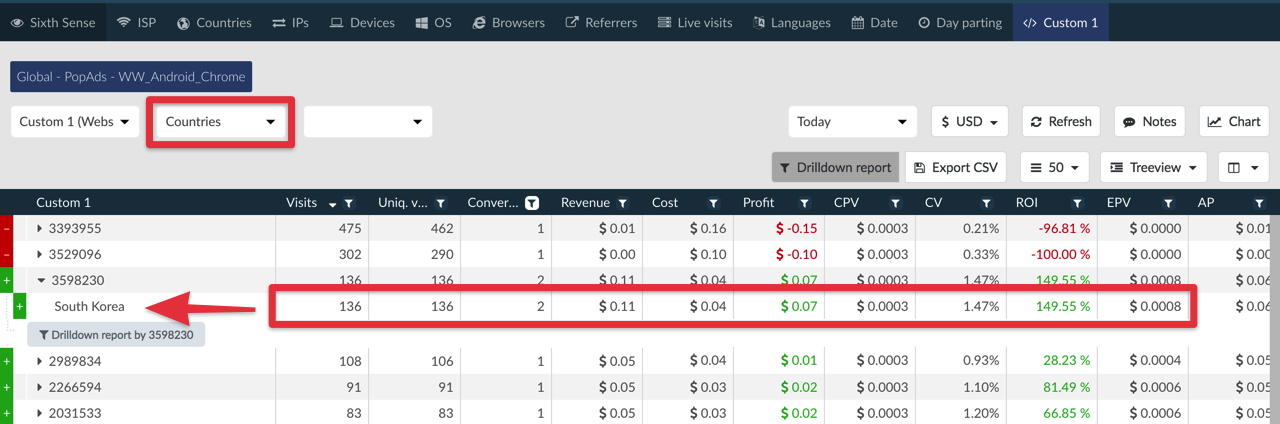 Sixth Sense ISP Countries IPs Devices OS Browsers Referrers Live visits Languages Date Day parting </> Custom 1
Global - PopAds - WW_Android_Chrome
Custom 1 (Webs Countries Today $ USD Refresh Notes Chart
Drilldown report Export CSV 50 Treeview
Custom 1 Visits Uniq. v... Conver... Revenue Cost Profit CPV CV ROI EPV AP
− 3393955 475 462 1 $ 0.01 $ 0.16 $ -0.15 $ 0.0003 0.21% -96.81 % $ 0.0000 $ 0.01
− 3529096 302 290 1 $ 0.00 $ 0.10 $ -0.10 $ 0.0003 0.33% -100.00 % $ 0.0000 $ 0.00
+ 3598230 136 136 2 $ 0.11 $ 0.04 $ 0.07 $ 0.0003 1.47% 149.55 % $ 0.0008 $ 0.06
+ South Korea 136 136 2 $ 0.11 $ 0.04 $ 0.07 $ 0.0003 1.47% 149.55 % $ 0.0008 $ 0.06
Drilldown report by 3598230
+ 2989834 108 106 1 $ 0.05 $ 0.04 $ 0.01 $ 0.0003 0.93% 28.23 % $ 0.0004 $ 0.05
+ 2266594 91 91 1 $ 0.05 $ 0.03 $ 0.02 $ 0.0003 1.10% 81.49 % $ 0.0006 $ 0.05
+ 2031533 83 83 1 $ 0.05 $ 0.03 $ 0.02 $ 0.0003 1.20% 66.85 % $ 0.0006 $ 0.05